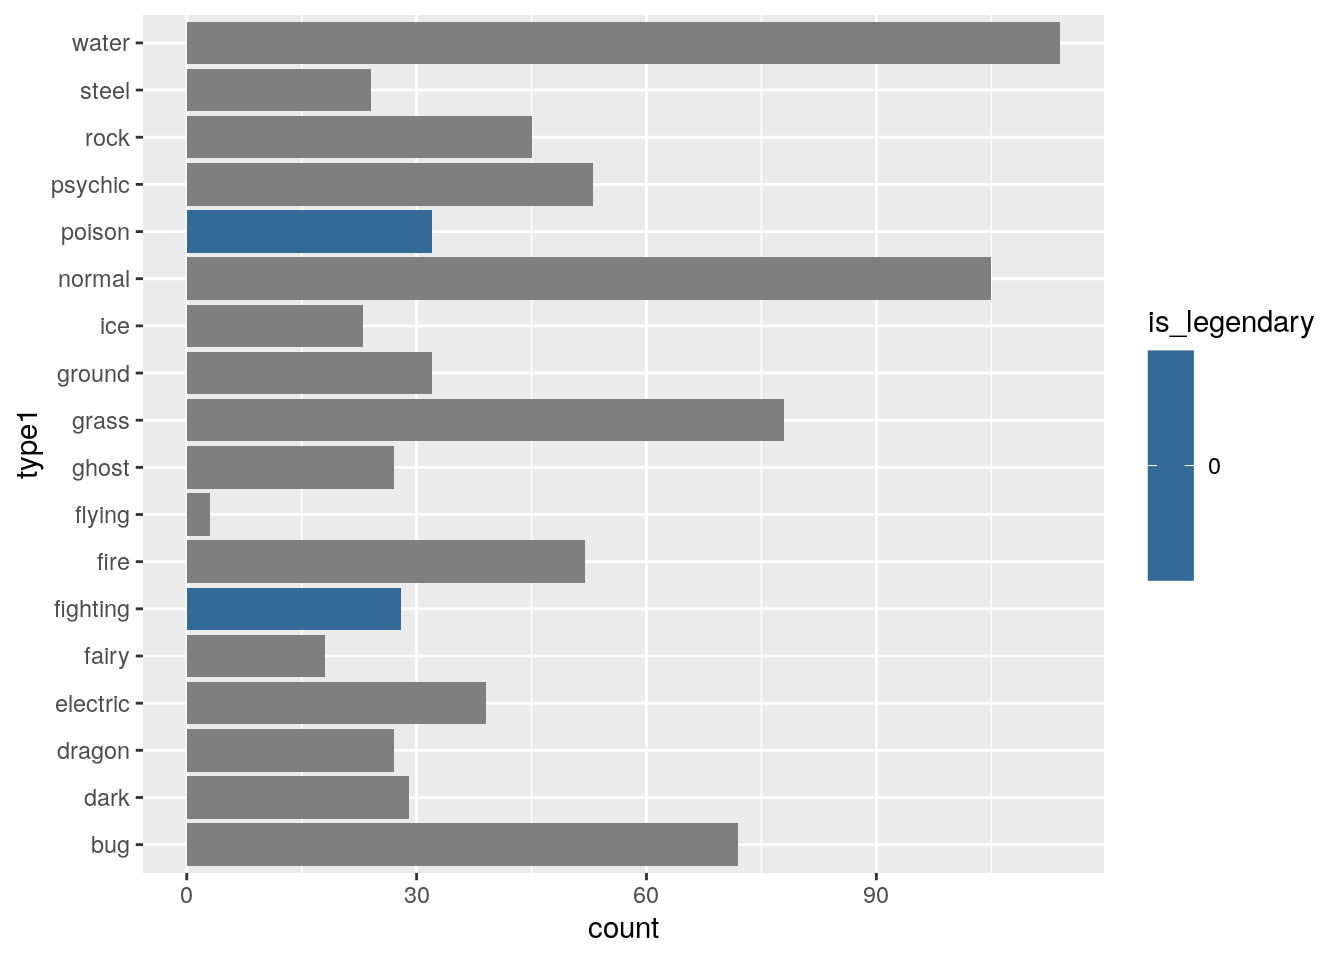 water
steel
rock
psychic
poison
normal
ice
ground
grass
ghost
flying
fire
fighting
fairy
electric
dragon
dark
bug
type1
0 30 60 90
count
is_legendary
0